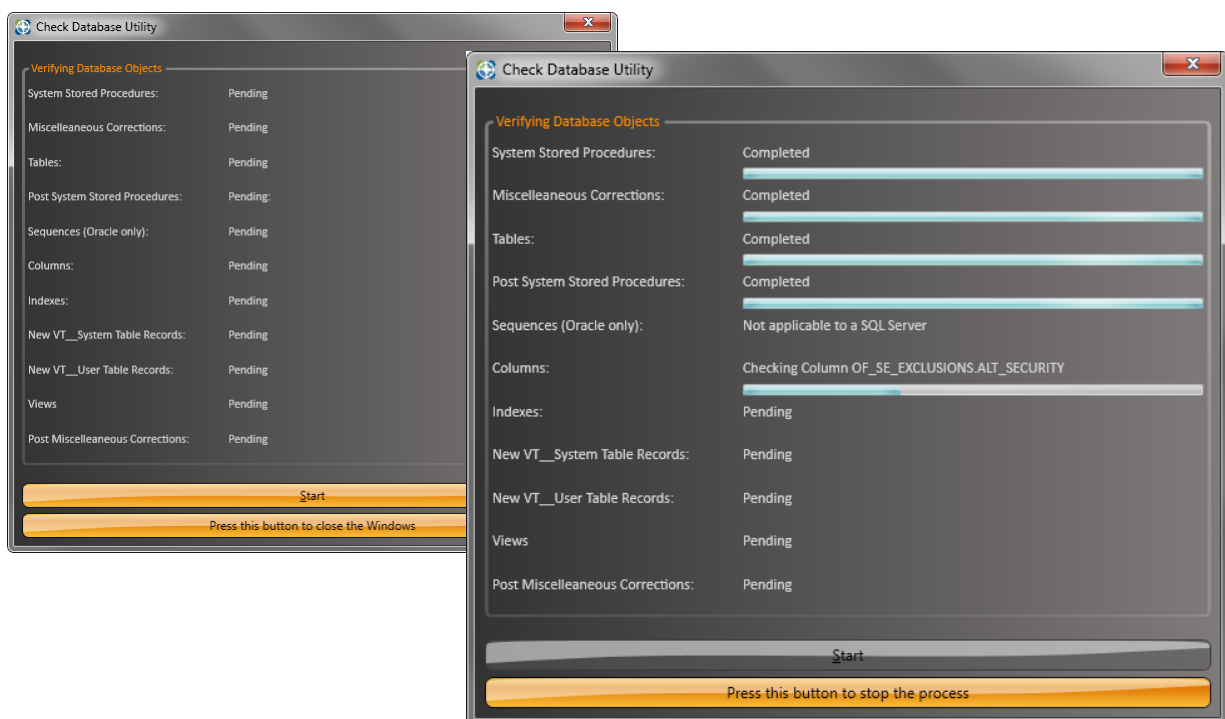 Check Database Utility
Verifying Database Objects
System Stored Procedures: Pending
Miscelleaneous Corrections: Pending
Tables: Pending
Post System Stored Procedures: Pending:
Sequences (Oracle only): Pending
Columns: Pending
Indexes: Pending
New VT__System Table Records: Pending
New VT__User Table Records: Pending
Views Pending
Post Miscelleaneous Corrections: Pending
Start
Press this button to close the Windows
Check Database Utility
Verifying Database Objects
System Stored Procedures: Completed
Miscelleaneous Corrections: Completed
Tables: Completed
Post System Stored Procedures: Completed
Sequences (Oracle only): Not applicable to a SQL Server
Columns: Checking Column OF_SE_EXCLUSIONS.ALT_SECURITY
Indexes: Pending
New VT__System Table Records: Pending
New VT__User Table Records: Pending
Views Pending
Post Miscelleaneous Corrections: Pending
Start
Press this button to stop the process